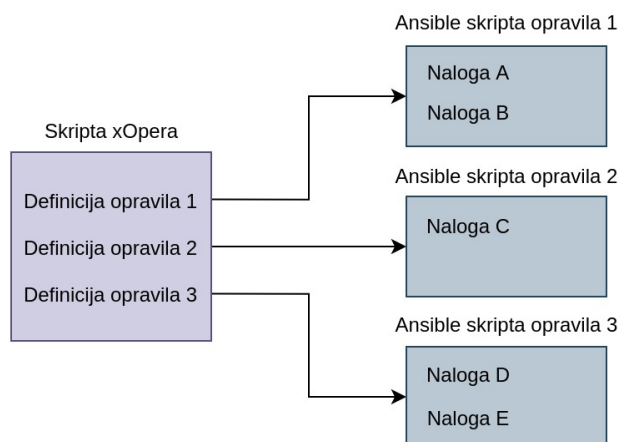 Skripta xOpera
Definicija opravila 1
Definicija opravila 2
Definicija opravila 3
Ansible skripta opravila 1
Naloga A
Naloga B
Ansible skripta opravila 2
Naloga C
Ansible skripta opravila 3
Naloga D
Naloga E